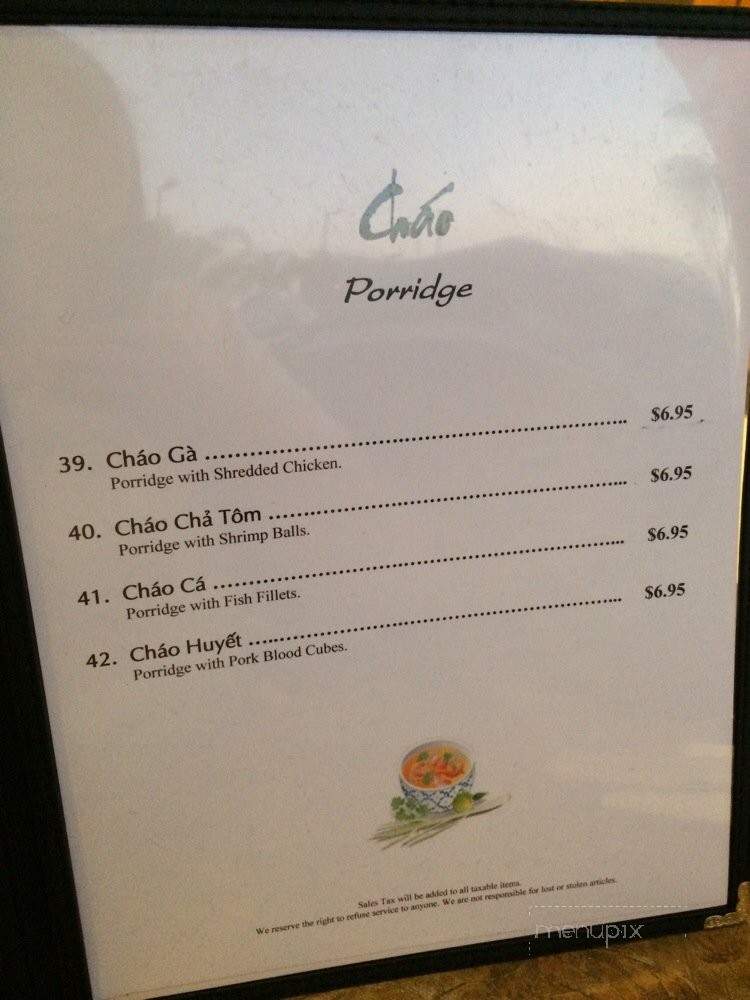 Cháo
Porridge
39. Cháo Gà ........................................................ $6.95
Porridge with Shredded Chicken.
40. Cháo Chả Tôm ................................................ $6.95
Porridge with Shrimp Balls.
41. Cháo Cá ........................................................ $6.95
Porridge with Fish Fillets.
42. Cháo Huyết ................................................... $6.95
Porridge with Pork Blood Cubes.
Sales Tax will be added to all taxable items.
We reserve the right to refuse service to anyone. We are not responsible for lost or stolen articles.
menupix